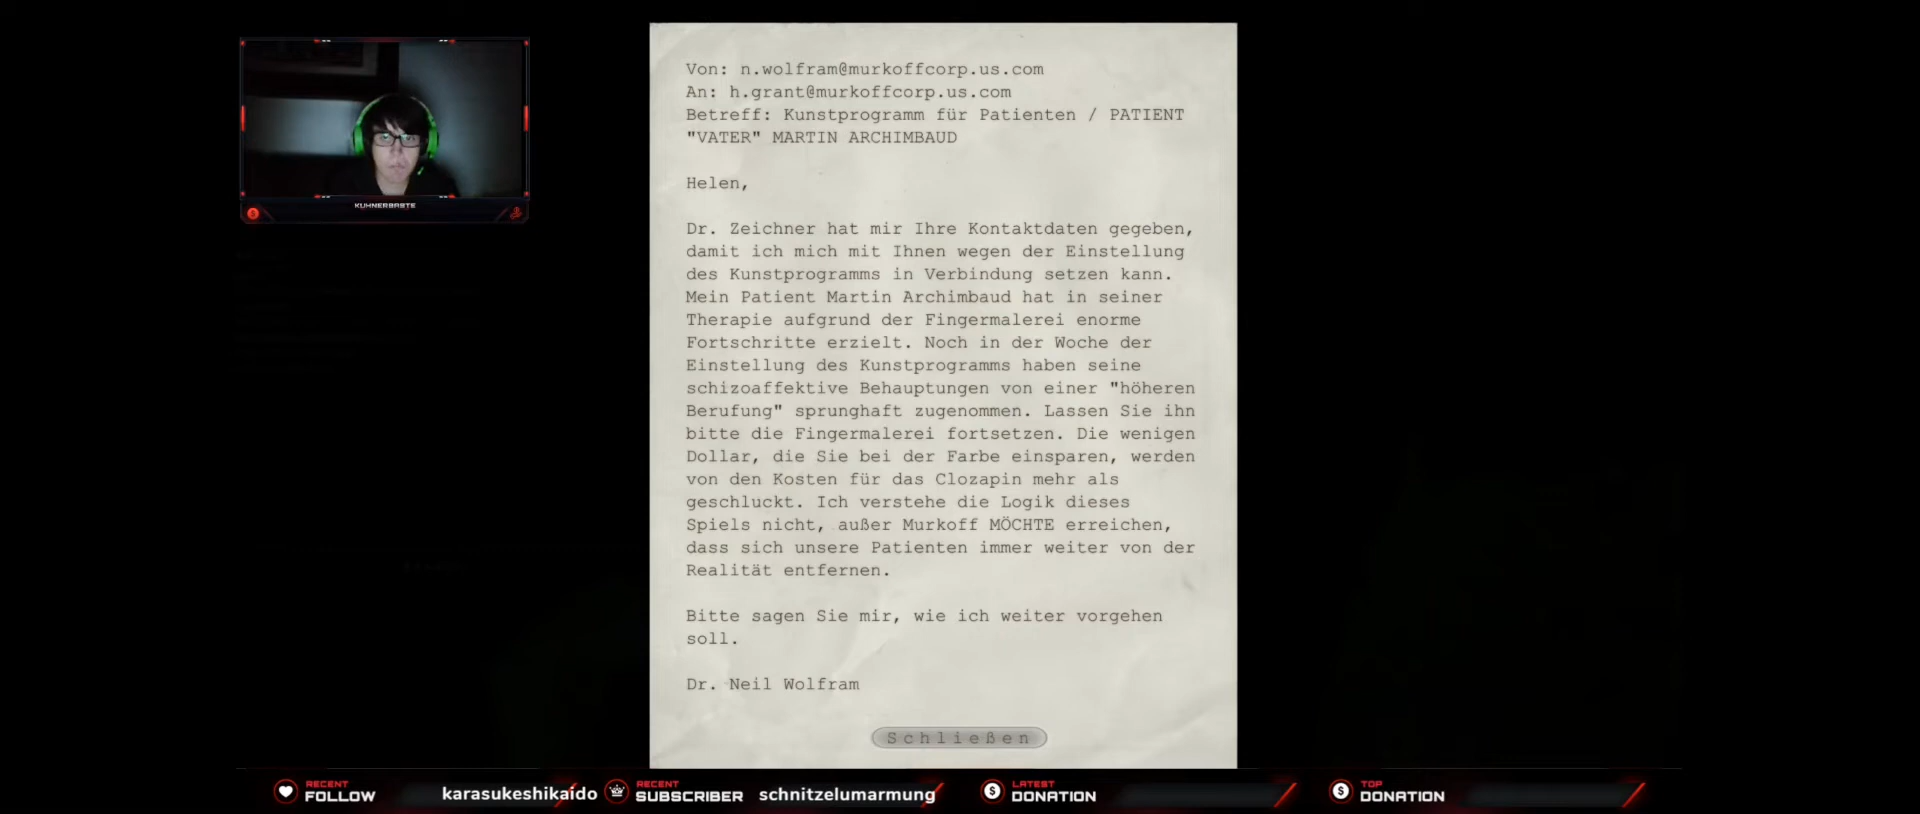 Von: n.wolfram@murkoffcorp.us.com
An: h.grant@murkoffcorp.us.com
Betreff: Kunstprogramm für Patienten / PATIENT
"VATER" MARTIN ARCHIMBAUD
Helen,
Dr. Zeichner hat mir Ihre Kontaktdaten gegeben,
damit ich mich mit Ihnen wegen der Einstellung
des Kunstprogramms in Verbindung setzen kann.
Mein Patient Martin Archimbaud hat in seiner
Therapie aufgrund der Fingermalerei enorme
Fortschritte erzielt. Noch in der Woche der
Einstellung des Kunstprogramms haben seine
schizoaffektive Behauptungen von einer "höheren
Berufung" sprunghaft zugenommen. Lassen Sie ihn
bitte die Fingermalerei fortsetzen. Die wenigen
Dollar, die Sie bei der Farbe einsparen, werden
von den Kosten für das Clozapin mehr als
geschluckt. Ich verstehe die Logik dieses
Spiels nicht, außer Murkoff MÖCHTE erreichen,
dass sich unsere Patienten immer weiter von der
Realität entfernen.
Bitte sagen Sie mir, wie ich weiter vorgehen
soll.
Dr. Neil Wolfram
Schließen
KUHNERBABTE
RECENT
FOLLOW
karasukeshikaido
RECENT
SUBSCRIBER
schnitzelumarmung
LATEST
DONATION
TOP
DONATION